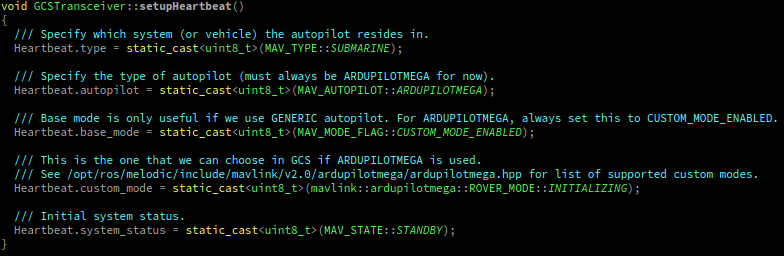 void GCSTransceiver::setupHeartbeat()
{
/// Specify which system (or vehicle) the autopilot resides in.
Heartbeat.type = static_cast<uint8_t>(MAV_TYPE::SUBMARINE);
/// Specify the type of autopilot (must always be ARDUPILOTMEGA for now).
Heartbeat.autopilot = static_cast<uint8_t>(MAV_AUTOPILOT::ARDUPILOTMEGA);
/// Base mode is only useful if we use GENERIC autopilot. For ARDUPILOTMEGA, always set this to CUSTOM_MODE_ENABLED.
Heartbeat.base_mode = static_cast<uint8_t>(MAV_MODE_FLAG::CUSTOM_MODE_ENABLED);
/// This is the one that we can choose in GCS if ARDUPILOTMEGA is used.
/// See /opt/ros/melodic/include/mavlink/v2.0/ardupilotmega/ardupilotmega.hpp for list of supported custom modes.
Heartbeat.custom_mode = static_cast<uint8_t>(mavlink::ardupilotmega::ROVER_MODE::INITIALIZING);
/// Initial system status.
Heartbeat.system_status = static_cast<uint8_t>(MAV_STATE::STANDBY);
}